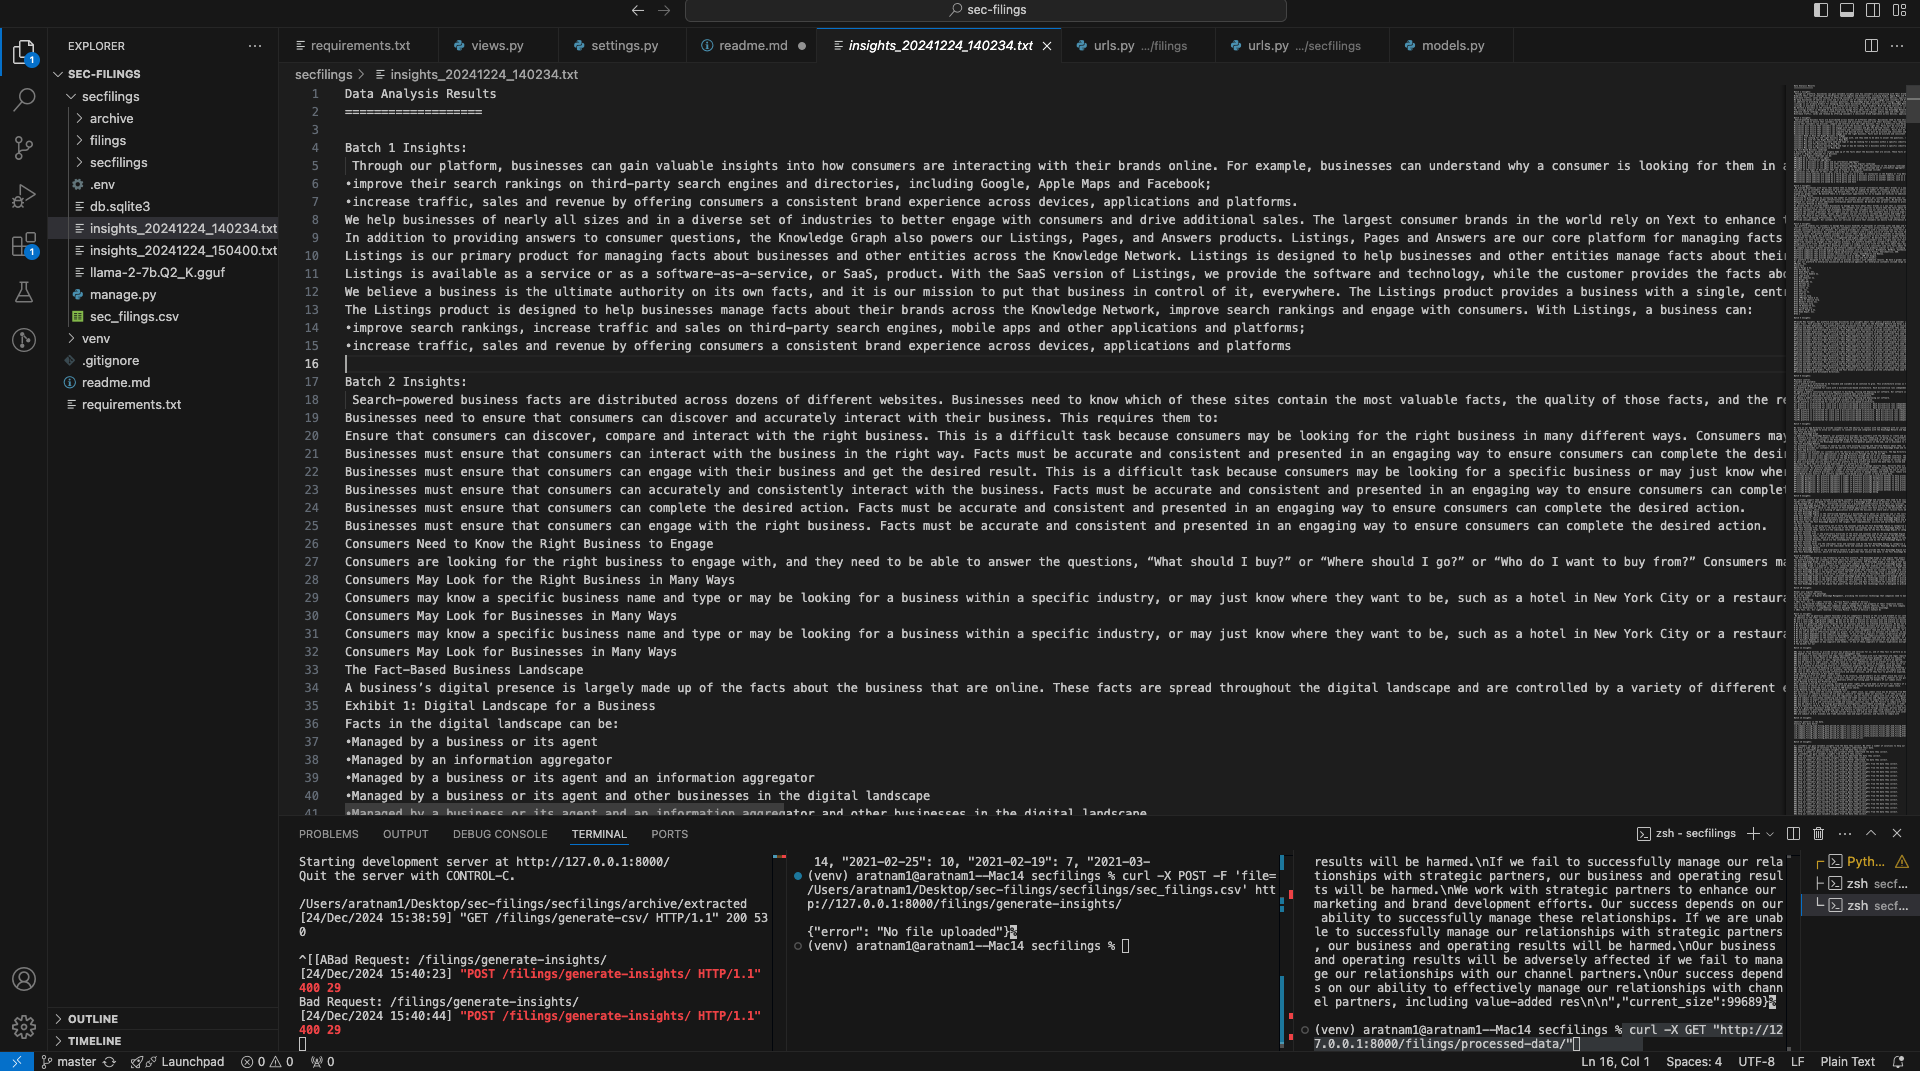 sec-filings
EXPLORER
requirements.txt
views.py
settings.py
readme.md
insights_20241224_140234.txt
urls.py .../filings
urls.py .../secfilings
models.py
SEC-FILINGS
secfilings
archive
filings
secfilings
.env
db.sqlite3
insights_20241224_140234.txt
insights_20241224_150400.txt
llama-2-7b.Q2_K.gguf
manage.py
sec_filings.csv
venv
.gitignore
readme.md
requirements.txt
OUTLINE
TIMELINE
1
1
secfilings > insights_20241224_140234.txt
1 Data Analysis Results
2 ===================
3
4 Batch 1 Insights:
5 Through our platform, businesses can gain valuable insights into how consumers are interacting with their brands online. For example, businesses can understand why a consumer is looking for them in
6 •improve their search rankings on third-party search engines and directories, including Google, Apple Maps and Facebook;
7 •increase traffic, sales and revenue by offering consumers a consistent brand experience across devices, applications and platforms.
8 We help businesses of nearly all sizes and in a diverse set of industries to better engage with consumers and drive additional sales. The largest consumer brands in the world rely on Yext to enhance
9 In addition to providing answers to consumer questions, the Knowledge Graph also powers our Listings, Pages, and Answers products. Listings, Pages and Answers are our core platform for managing facts
10 Listings is our primary product for managing facts about businesses and other entities across the Knowledge Network. Listings is designed to help businesses and other entities manage facts about thei
11 Listings is available as a service or as a software-as-a-service, or SaaS, product. With the SaaS version of Listings, we provide the software and technology, while the customer provides the facts abo
12 We believe a business is the ultimate authority on its own facts, and it is our mission to put that business in control of it, everywhere. The Listings product provides a business with a single, cent
13 The Listings product is designed to help businesses manage facts about their brands across the Knowledge Network, improve search rankings and engage with consumers. With Listings, a business can:
14 •improve search rankings, increase traffic and sales on third-party search engines, mobile apps and other applications and platforms;
15 •increase traffic, sales and revenue by offering consumers a consistent brand experience across devices, applications and platforms
16
17 Batch 2 Insights:
18 Search-powered business facts are distributed across dozens of different websites. Businesses need to know which of these sites contain the most valuable facts, the quality of those facts, and the re
19 Businesses need to ensure that consumers can discover and accurately interact with their business. This requires them to:
20 Ensure that consumers can discover, compare and interact with the right business. This is a difficult task because consumers may be looking for the right business in many different ways. Consumers may
21 Businesses must ensure that consumers can interact with the business in the right way. Facts must be accurate and consistent and presented in an engaging way to ensure consumers can complete the desi
22 Businesses must ensure that consumers can engage with their business and get the desired result. This is a difficult task because consumers may be looking for a specific business or may just know whe
23 Businesses must ensure that consumers can accurately and consistently interact with the business. Facts must be accurate and consistent and presented in an engaging way to ensure consumers can complet
24 Businesses must ensure that consumers can complete the desired action. Facts must be accurate and consistent and presented in an engaging way to ensure consumers can complete the desired action.
25 Businesses must ensure that consumers can engage with the right business. Facts must be accurate and consistent and presented in an engaging way to ensure consumers can complete the desired action.
26 Consumers Need to Know the Right Business to Engage
27 Consumers are looking for the right business to engage with, and they need to be able to answer the questions, “What should I buy?” or “Where should I go?” or “Who do I want to buy from?” Consumers ma
28 Consumers May Look for the Right Business in Many Ways
29 Consumers may know a specific business name and type or may be looking for a business within a specific industry, or may just know where they want to be, such as a hotel in New York City or a restaura
30 Consumers May Look for Businesses in Many Ways
31 Consumers may know a specific business name and type or may be looking for a business within a specific industry, or may just know where they want to be, such as a hotel in New York City or a restaura
32 Consumers May Look for Businesses in Many Ways
33 The Fact-Based Business Landscape
34 A business’s digital presence is largely made up of the facts about the business that are online. These facts are spread throughout the digital landscape and are controlled by a variety of different
35 Exhibit 1: Digital Landscape for a Business
36 Facts in the digital landscape can be:
37 •Managed by a business or its agent
38 •Managed by an information aggregator
39 •Managed by a business or its agent and an information aggregator
40 •Managed by a business or its agent and other businesses in the digital landscape
41 •Managed by a business or its agent and an information aggregator and other businesses in the digital landscape
PROBLEMS OUTPUT DEBUG CONSOLE TERMINAL PORTS
zsh - secfilings
Starting development server at http://127.0.0.1:8000/
Quit the server with CONTROL-C.
/Users/aratnam1/Desktop/sec-filings/secfilings/archive/extracted
[24/Dec/2024 15:38:59] "GET /filings/generate-csv/ HTTP/1.1" 200 53
0
^[[ABad Request: /filings/generate-insights/
[24/Dec/2024 15:40:23] "POST /filings/generate-insights/ HTTP/1.1"
400 29
Bad Request: /filings/generate-insights/
[24/Dec/2024 15:40:44] "POST /filings/generate-insights/ HTTP/1.1"
400 29
14, "2021-02-25": 10, "2021-02-19": 7, "2021-03-
(venv) aratnam1@aratnam1--Mac14 secfilings % curl -X POST -F 'file=
/Users/aratnam1/Desktop/sec-filings/secfilings/sec_filings.csv' htt
p://127.0.0.1:8000/filings/generate-insights/
{"error": "No file uploaded"}%
(venv) aratnam1@aratnam1--Mac14 secfilings %
results will be harmed.\nIf we fail to successfully manage our rela
tionships with strategic partners, our business and operating resul
ts will be harmed.\nWe work with strategic partners to enhance our
marketing and brand development efforts. Our success depends on our
ability to successfully manage these relationships. If we are unab
le to successfully manage our relationships with strategic partners
, our business and operating results will be harmed.\nOur business
and operating results will be adversely affected if we fail to mana
ge our relationships with our channel partners.\nOur success depend
s on our ability to effectively manage our relationships with chann
el partners, including value-added res\n\n","current_size":99689}%
(venv) aratnam1@aratnam1--Mac14 secfilings % curl -X GET "http://12
7.0.0.1:8000/filings/processed-data/"
Pyth...
zsh secf...
zsh secf...
master
Launchpad
0 0
0
Ln 16, Col 1
Spaces: 4
UTF-8
LF
Plain Text